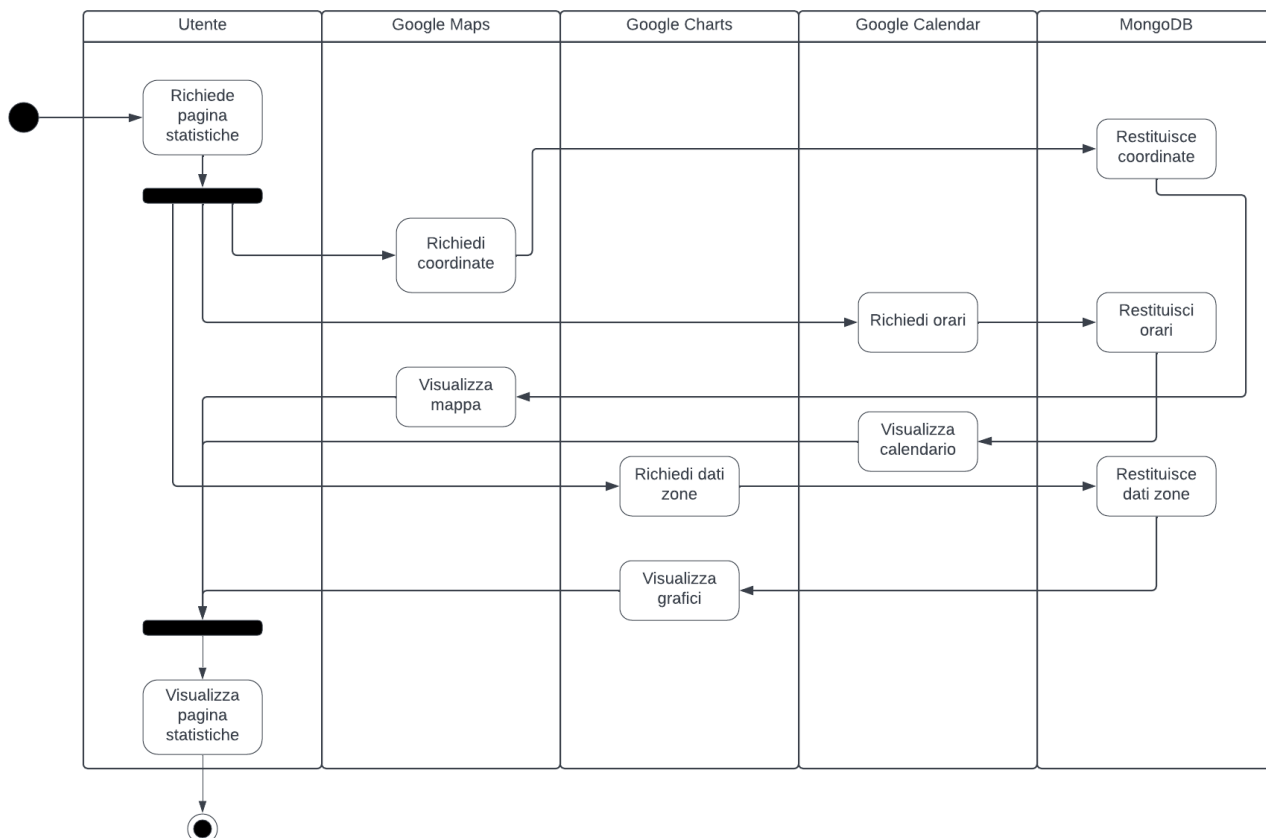 Utente
Google Maps
Google Charts
Google Calendar
MongoDB
Richiede
pagina
statistiche
Restituisce
coordinate
Richiedi
coordinate
Richiedi orari
Restituisci
orari
Visualizza
mappa
Visualizza
calendario
Richiedi dati
zone
Restituisce
dati zone
Visualizza
grafici
Visualizza
pagina
statistiche